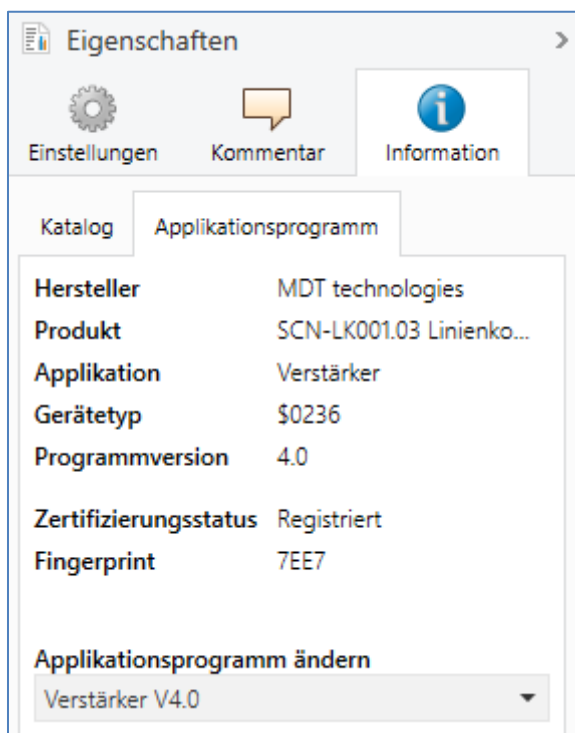 Eigenschaften
Einstellungen Kommentar Information
Katalog Applikationsprogramm
Hersteller MDT technologies
Produkt SCN-LK001.03 Linienko...
Applikation Verstärker
Gerätetyp $0236
Programmversion 4.0
Zertifizierungsstatus Registriert
Fingerprint 7EE7
Applikationsprogramm ändern
Verstärker V4.0